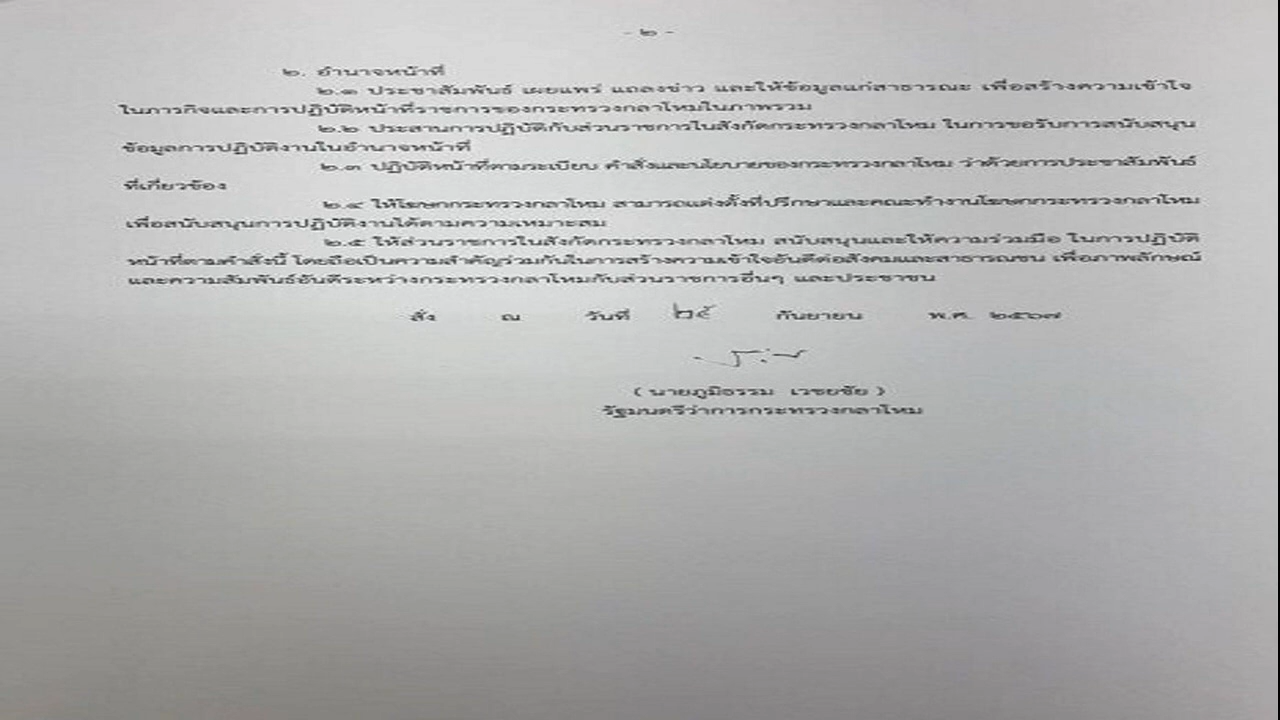 - ๒ -
๒. อำนาจหน้าที่
๒.๑ ประชาสัมพันธ์ เผยแพร่ แถลงข่าว และให้ข้อมูลแก่สาธารณะ เพื่อสร้างความเข้าใจ
ในภารกิจและการปฏิบัติหน้าที่ราชการของกระทรวงกลาโหมในภาพรวม
๒.๒ ประสานการปฏิบัติกับส่วนราชการในสังกัดกระทรวงกลาโหม ในการขอรับการสนับสนุน
ข้อมูลการปฏิบัติงานในอำนาจหน้าที่
๒.๓ ปฏิบัติหน้าที่ตามระเบียบ คำสั่งและนโยบายของกระทรวงกลาโหม ว่าด้วยการประชาสัมพันธ์
ที่เกี่ยวข้อง
๒.๔ ให้โฆษกกระทรวงกลาโหม สามารถแต่งตั้งที่ปรึกษาและคณะทำงานโฆษกกระทรวงกลาโหม
เพื่อสนับสนุนการปฏิบัติงานได้ตามความเหมาะสม
๒.๕ ให้ส่วนราชการในสังกัดกระทรวงกลาโหม สนับสนุนและให้ความร่วมมือ ในการปฏิบัติ
หน้าที่ตามคำสั่งนี้ โดยถือเป็นความสำคัญร่วมกันในการสร้างความเข้าใจอันดีต่อสังคมและสาธารณชน เพื่อภาพลักษณ์
และความสัมพันธ์อันดีระหว่างกระทรวงกลาโหมกับส่วนราชการอื่นๆ และประชาชน
สั่ง ณ วันที่ ๒๕ กันยายน พ.ศ. ๒๕๖๗
( นายภูมิธรรม เวชยชัย )
รัฐมนตรีว่าการกระทรวงกลาโหม